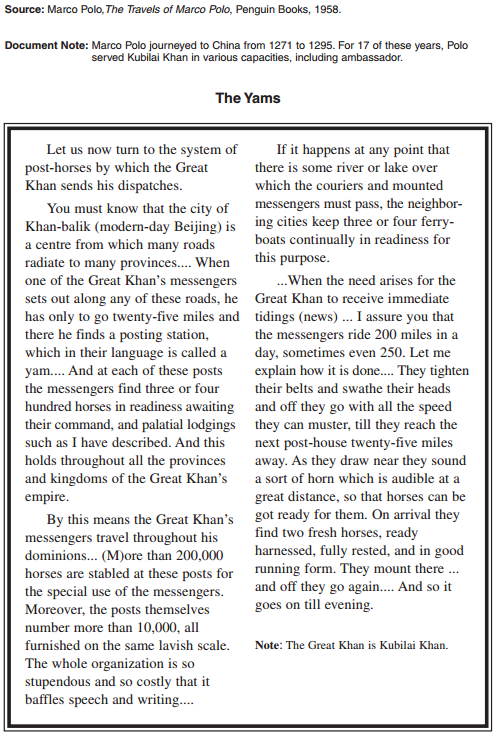 Source: Marco Polo, The Travels of Marco Polo, Penguin Books, 1958.
Document Note: Marco Polo journeyed to China from 1271 to 1295. For 17 of these years, Polo
served Kubilai Khan in various capacities, including ambassador.
The Yams
Let us now turn to the system of
post-horses by which the Great
Khan sends his dispatches.
You must know that the city of
Khan-balik (modern-day Beijing) is
a centre from which many roads
radiate to many provinces.... When
one of the Great Khan's messengers
sets out along any of these roads, he
has only to go twenty-five miles and
there he finds a posting station,
which in their language is called a
yam.... And at each of these posts
the messengers find three or four
hundred horses in readiness awaiting
their command, and palatial lodgings
such as I have described. And this
holds throughout all the provinces
and kingdoms of the Great Khan's
empire.
By this means the Great Khan's
messengers travel throughout his
dominions... (M)ore than 200,000
horses are stabled at these posts for
the special use of the messengers.
Moreover, the posts themselves
number more than 10,000, all
furnished on the same lavish scale.
The whole organization is so
stupendous and so costly that it
baffles speech and writing....
If it happens at any point that
there is some river or lake over
which the couriers and mounted
messengers must pass, the neighbor-
ing cities keep three or four ferry-
boats continually in readiness for
this purpose.
...When the need arises for the
Great Khan to receive immediate
tidings (news) ... I assure you that
the messengers ride 200 miles in a
day, sometimes even 250. Let me
explain how it is done.... They tighten
their belts and swathe their heads
and off they go with all the speed
they can muster, till they reach the
next post-house twenty-five miles
away. As they draw near they sound
a sort of horn which is audible at a
great distance, so that horses can be
got ready for them. On arrival they
find two fresh horses, ready
harnessed, fully rested, and in good
running form. They mount there ...
and off they go again.... And so it
goes on till evening.
Note: The Great Khan is Kubilai Khan.